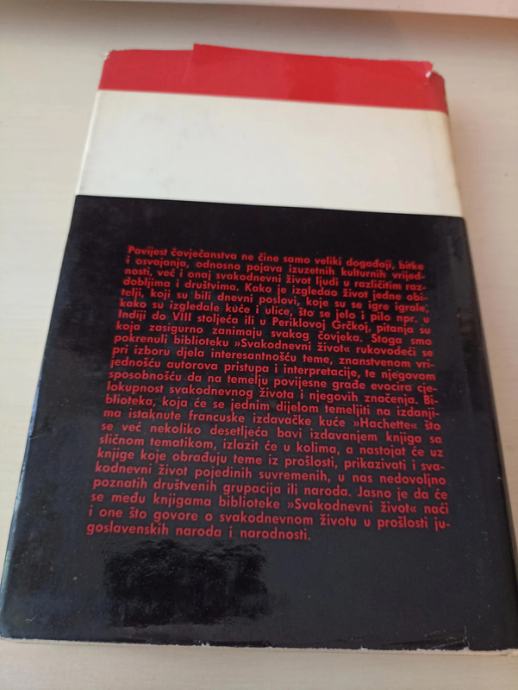 Povijest čovječanstva ne čine samo veliki događaji, bitke
i osvajanja, odnosno pojava izuzetnih kulturnih vrijed-
nosti, već i onaj svakodnevni život ljudi u različitim raz-
dobljima i društvima. Kako je izgledao život jedne obi-
telji, koji su bili dnevni poslovi, koje su se igre igrale,
kako su izgledale kuće i ulice, što se jelo i pilo npr. u
Indiji do VIII stoljeća ili u Periklovoj Grčkoj, pitanja su
koja zasigurno zanimaju svakog čovjeka. Stoga smo
pokrenuli biblioteku »Svakodnevni život« rukovodeći se
pri izboru djela interesantnošću teme, znanstvenom vri-
jednošću autorova pristupa i interpretacije, te njegovom
sposobnošću da na temelju povijesne građe evocira cje-
lokupnost svakodnevnog života i njegovih značenja. Bi-
blioteka, koja će se jednim dijelom temeljiti na izdanji-
ma istaknute francuske izdavačke kuće »Hachette« što
se već nekoliko desetljeća bavi izdavanjem knjiga sa
sličnom tematikom, izlazit će u kolima, a nastojat će uz
knjige koje obrađuju teme iz prošlosti, prikazivati i sva-
kodnevni život pojedinih suvremenih, u nas nedovoljno
poznatih društvenih grupacija ili naroda. Jasno je da će
se među knjigama biblioteke »Svakodnevni život« naći
i one što govore o svakodnevnom životu u prošlosti ju-
goslavenskih naroda i narodnosti.